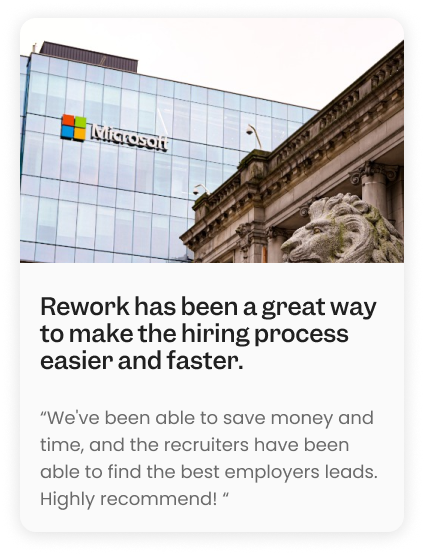 Microsoft
Rework has been a great way
to make the hiring process
easier and faster.
“We've been able to save money and
time, and the recruiters have been
able to find the best employers leads.
Highly recommend! “